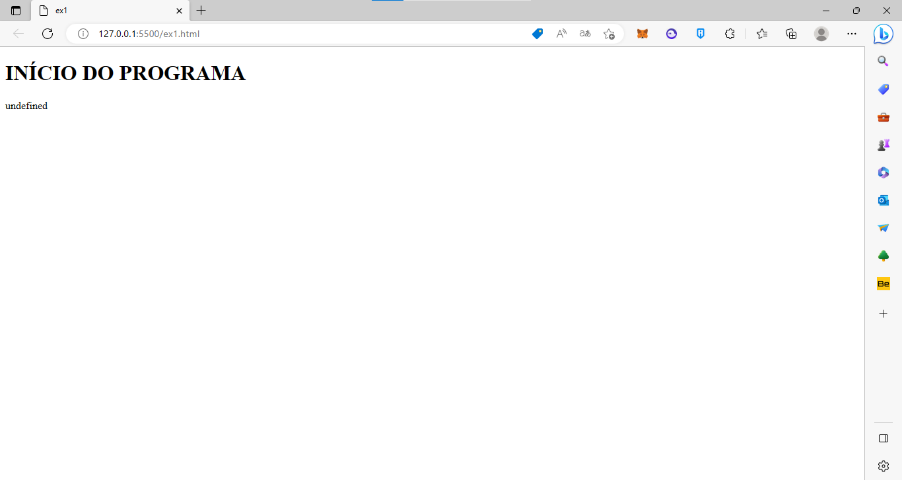 ex1
127.0.0.1:5500/ex1.html
INÍCIO DO PROGRAMA
undefined
Be